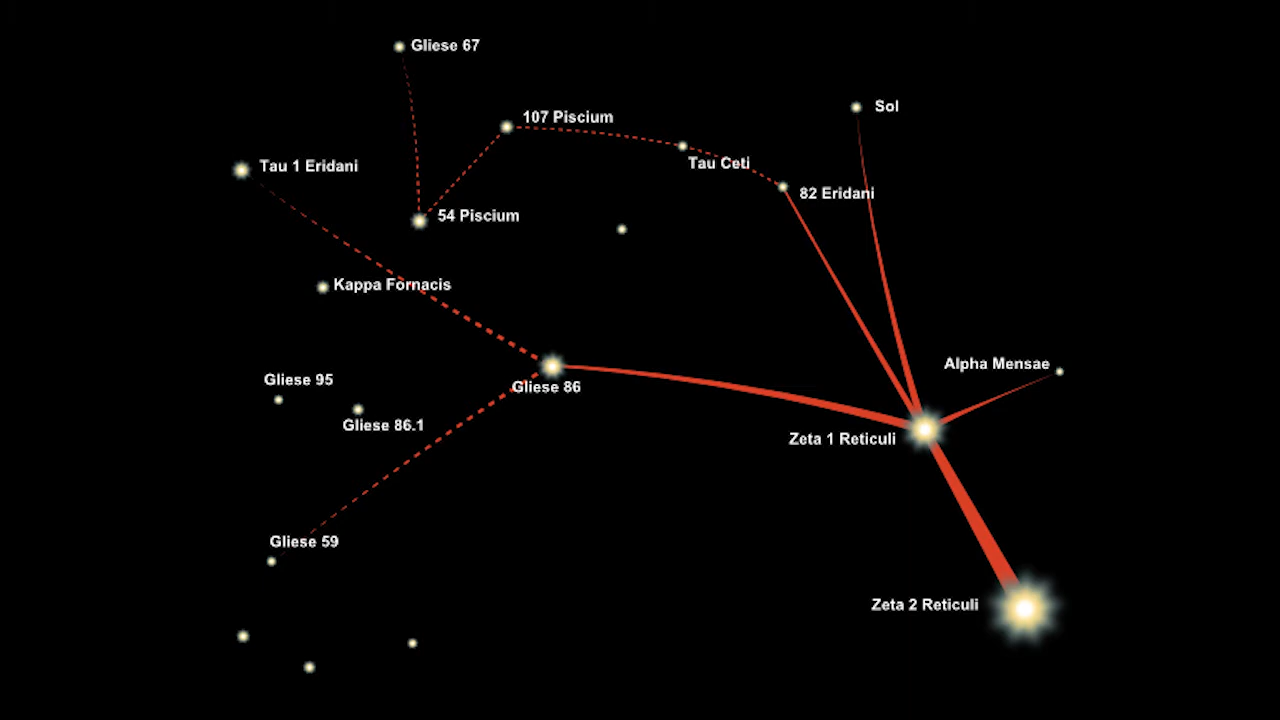 Gliese 67
Sol
107 Piscium
Tau Ceti
Tau 1 Eridani
82 Eridani
54 Piscium
Kappa Fornacis
Alpha Mensae
Gliese 95
Gliese 86
Gliese 86.1
Zeta 1 Reticuli
Gliese 59
Zeta 2 Reticuli